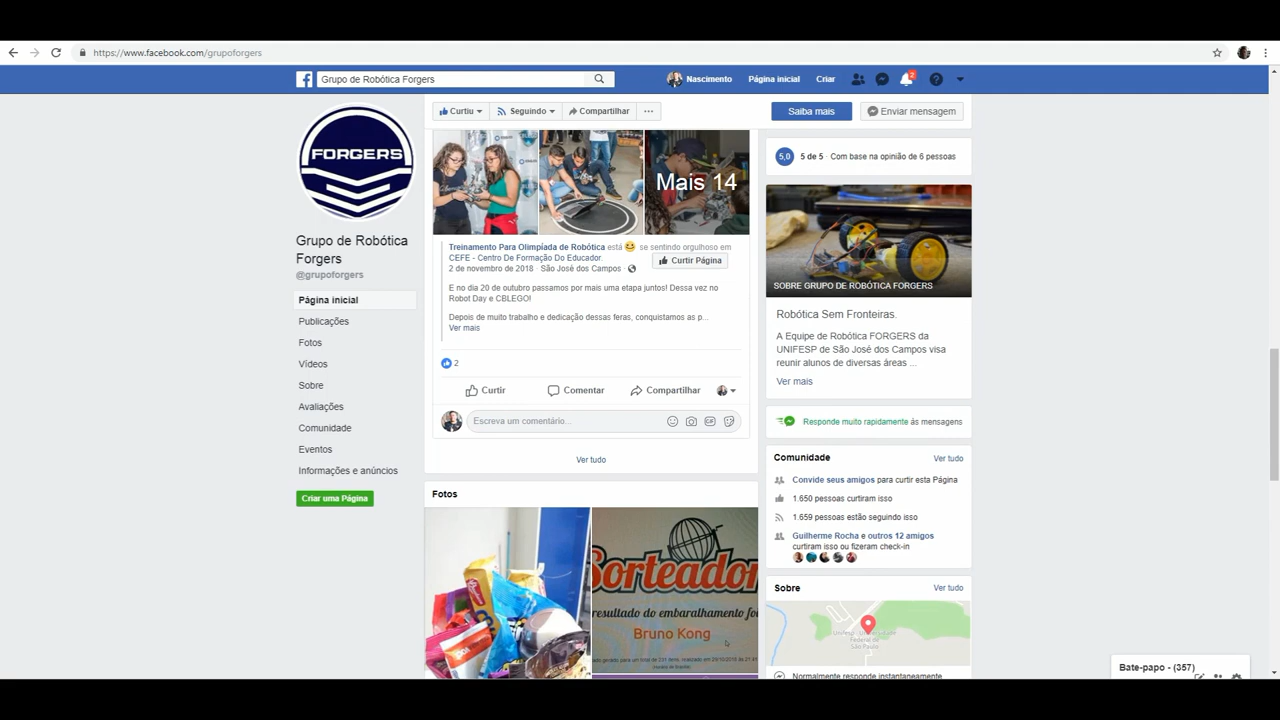 https://www.facebook.com/grupoforgers
Grupo de Robótica Forgers
Nascimento
Página inicial
Criar
2
FORGERS
Grupo de Robótica
Forgers
@grupoforgers
Página inicial
Publicações
Fotos
Vídeos
Sobre
Avaliações
Comunidade
Eventos
Informações e anúncios
Criar uma Página
Curtiu
Seguindo
Compartilhar
Saiba mais
Enviar mensagem
Mais 14
Treinamento Para Olimpíada de Robótica está se sentindo orgulhoso em
CEFE - Centro De Formação Do Educador.
2 de novembro de 2018 · São José dos Campos ·
Curtir Página
E no dia 20 de outubro passamos por mais uma etapa juntos! Dessa vez no
Robot Day e CBLEGO!
Depois de muito trabalho e dedicação dessas feras, conquistamos as p...
Ver mais
2
Curtir
Comentar
Compartilhar
Escreva um comentário...
GIF
Ver tudo
Fotos
Sorteador
resultado do embaralhamento foi
Bruno Kong
5,0
5 de 5 · Com base na opinião de 6 pessoas
SOBRE GRUPO DE ROBÓTICA FORGERS
Robótica Sem Fronteiras.
A Equipe de Robótica FORGERS da
UNIFESP de São José dos Campos visa
reunir alunos de diversas áreas ...
Ver mais
Responde muito rapidamente às mensagens
Comunidade
Ver tudo
Convide seus amigos para curtir esta Página
1.650 pessoas curtiram isso
1.659 pessoas estão seguindo isso
Guilherme Rocha e outros 12 amigos
curtiram isso ou fizeram check-in
Sobre
Ver tudo
Unifesp - Universidade
Federal de
São Paulo
Normalmente responde instantaneamente
Bate-papo - (357)